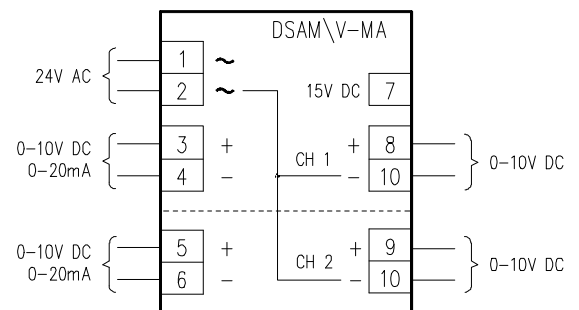 DSAM\V-MA
24V AC
1 ~
2 ~
15V DC 7
0-10V DC
0-20mA
3 +
4 -
CH 1
+ 8
- 10
0-10V DC
0-10V DC
0-20mA
5 +
6 -
CH 2
+ 9
- 10
0-10V DC